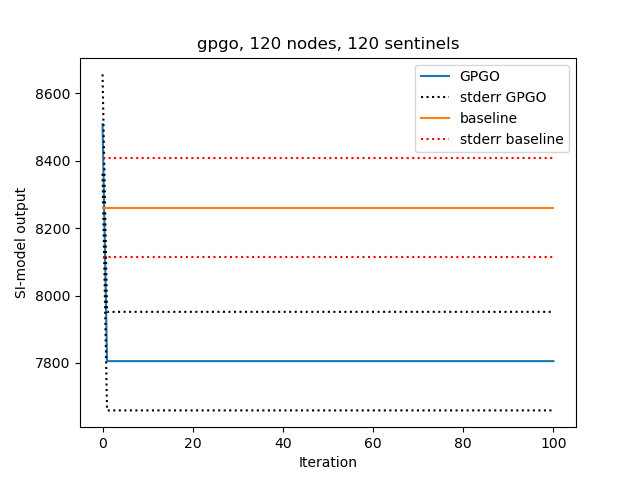 gpgo, 120 nodes, 120 sentinels
GPGO
stderr GPGO
baseline
stderr baseline
8600
8400
8200
8000
7800
SI-model output
0 20 40 60 80 100
Iteration